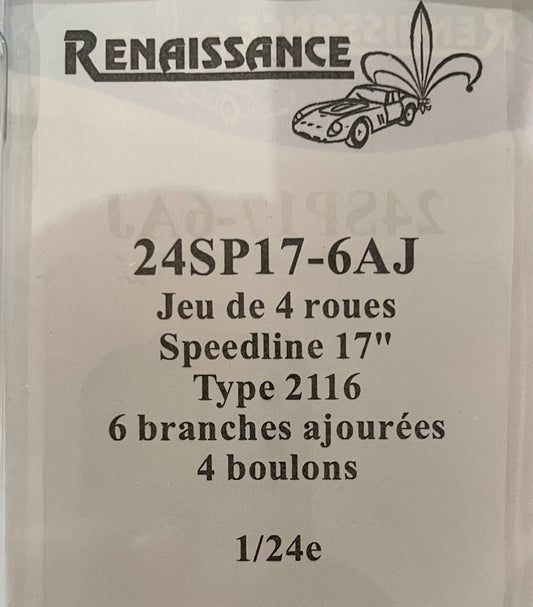 RENAISSANCE
24SP17-6AJ
Jeu de 4 roues
Speedline 17"
Type 2116
6 branches ajourées
4 boulons
1/24e